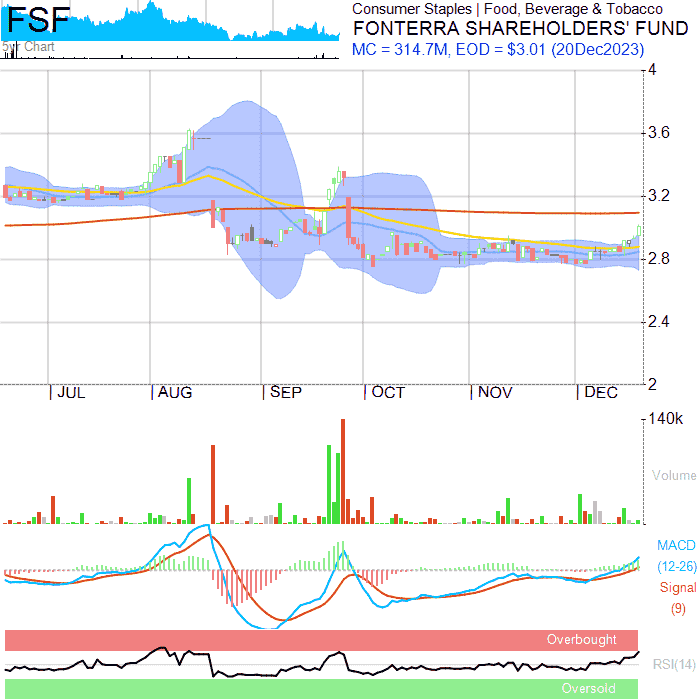 FSF
Consumer Staples | Food, Beverage & Tobacco
FONTERRA SHAREHOLDERS' FUND
MC = 314.7M, EOD = $3.01 (20Dec2023)
5yr Chart
4
3.6
3.2
2.8
2.4
2
JUL AUG SEP OCT NOV DEC
140k
Volume
MACD
(12-26)
Signal
(9)
Overbought
RSI(14)
Oversold